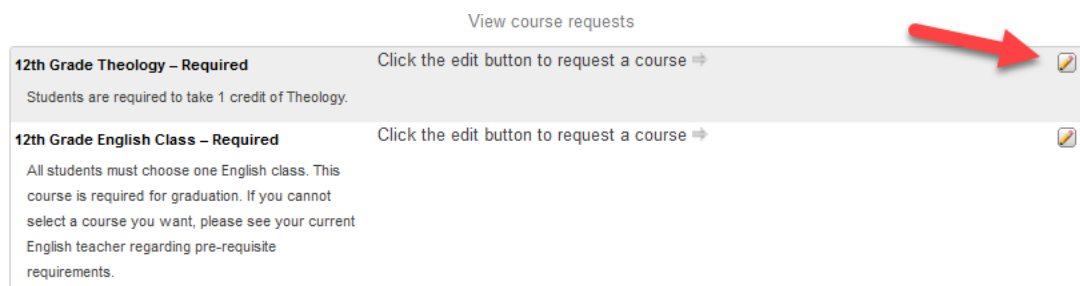 View course requests
12th Grade Theology – Required
Click the edit button to request a course ⇒
Students are required to take 1 credit of Theology.
12th Grade English Class – Required
Click the edit button to request a course ⇒
All students must choose one English class. This
course is required for graduation. If you cannot
select a course you want, please see your current
English teacher regarding pre-requisite
requirements.